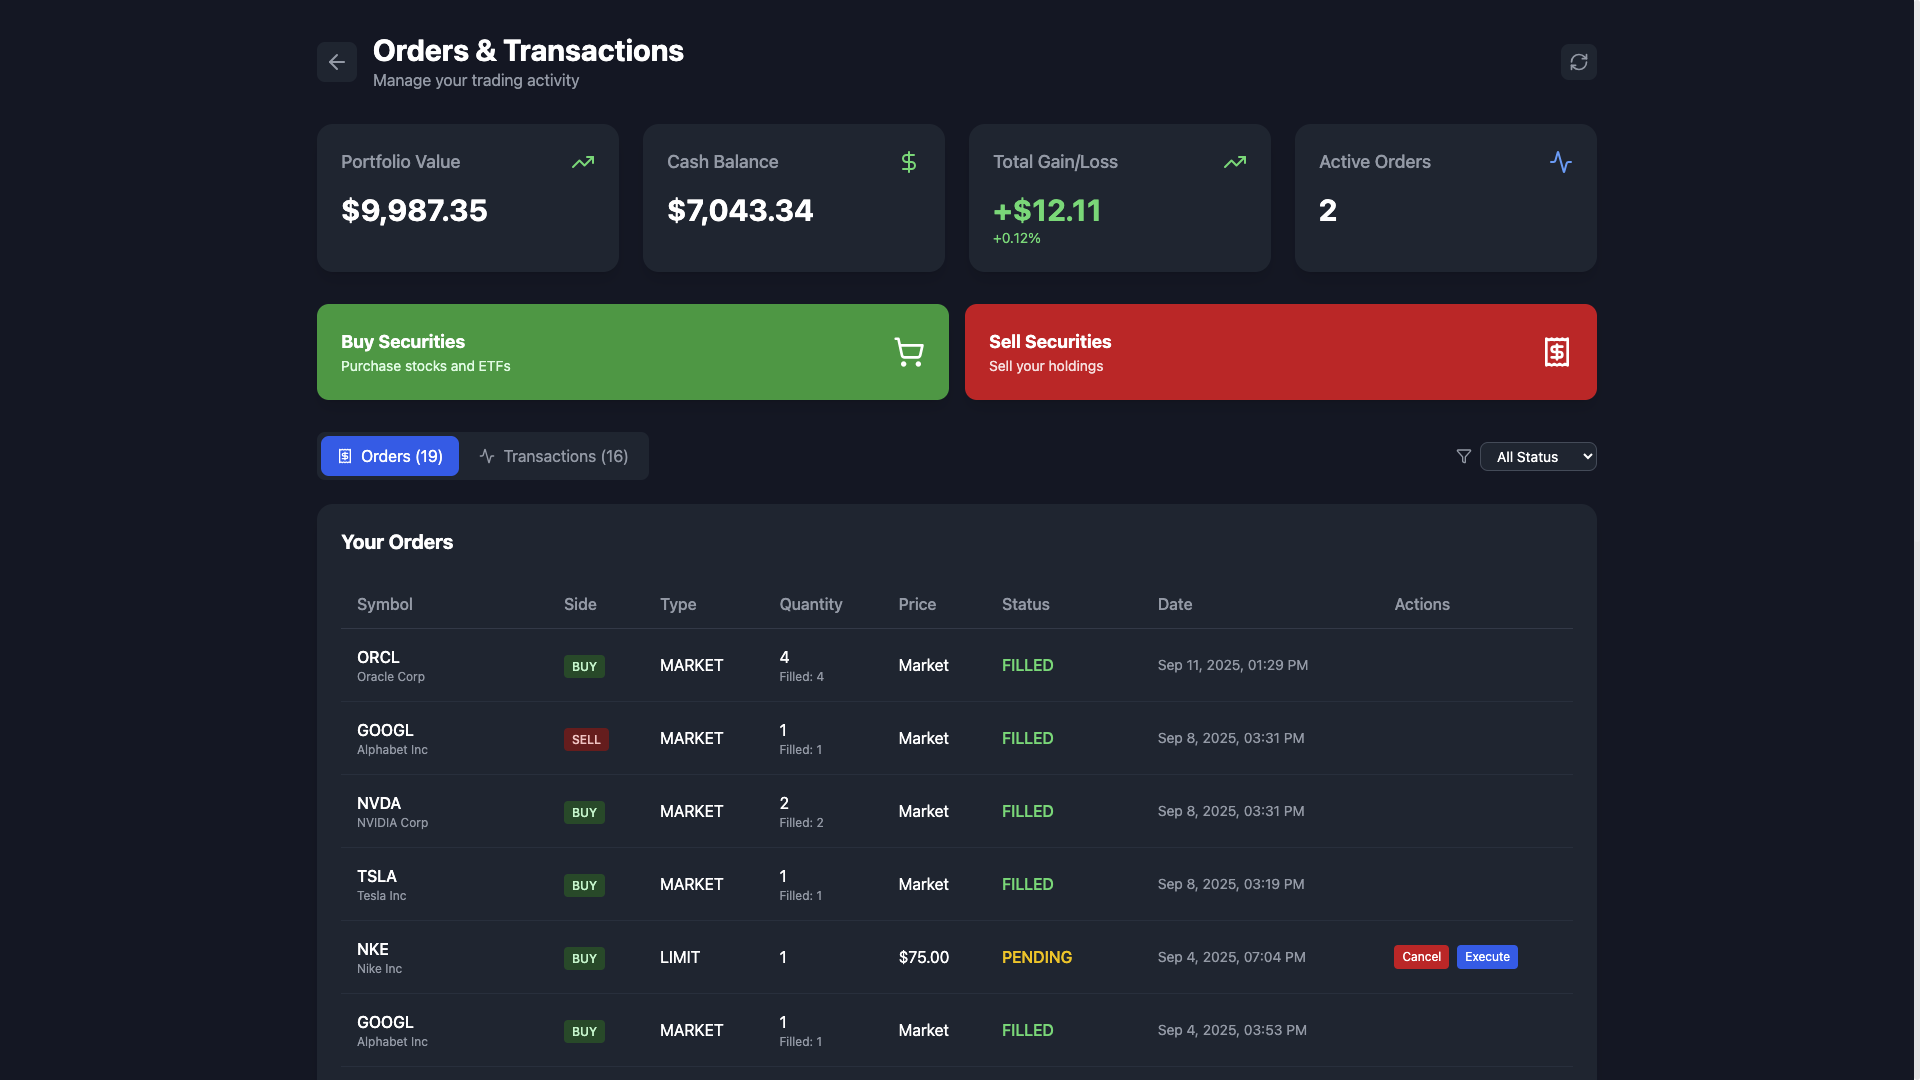 Orders & Transactions
Manage your trading activity
Portfolio Value
$9,987.35
Cash Balance
$7,043.34
Total Gain/Loss
+$12.11
+0.12%
Active Orders
2
Buy Securities
Purchase stocks and ETFs
Sell Securities
Sell your holdings
Orders (19)
Transactions (16)
All Status
Your Orders
Symbol Side Type Quantity Price Status Date Actions
ORCL
Oracle Corp
BUY
MARKET
4
Filled: 4
Market
FILLED
Sep 11, 2025, 01:29 PM
GOOGL
Alphabet Inc
SELL
MARKET
1
Filled: 1
Market
FILLED
Sep 8, 2025, 03:31 PM
NVDA
NVIDIA Corp
BUY
MARKET
2
Filled: 2
Market
FILLED
Sep 8, 2025, 03:31 PM
TSLA
Tesla Inc
BUY
MARKET
1
Filled: 1
Market
FILLED
Sep 8, 2025, 03:19 PM
NKE
Nike Inc
BUY
LIMIT
1
$75.00
PENDING
Sep 4, 2025, 07:04 PM
Cancel
Execute
GOOGL
Alphabet Inc
BUY
MARKET
1
Filled: 1
Market
FILLED
Sep 4, 2025, 03:53 PM